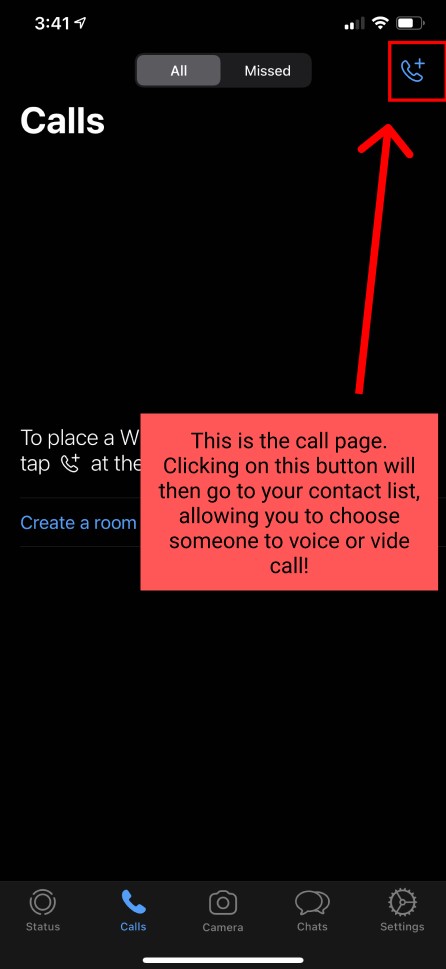 3:41
All Missed
Calls
To place a W
tap at the
Create a room
This is the call page.
Clicking on this button will
then go to your contact list,
allowing you to choose
someone to voice or vide
call!
Status Calls Camera Chats Settings